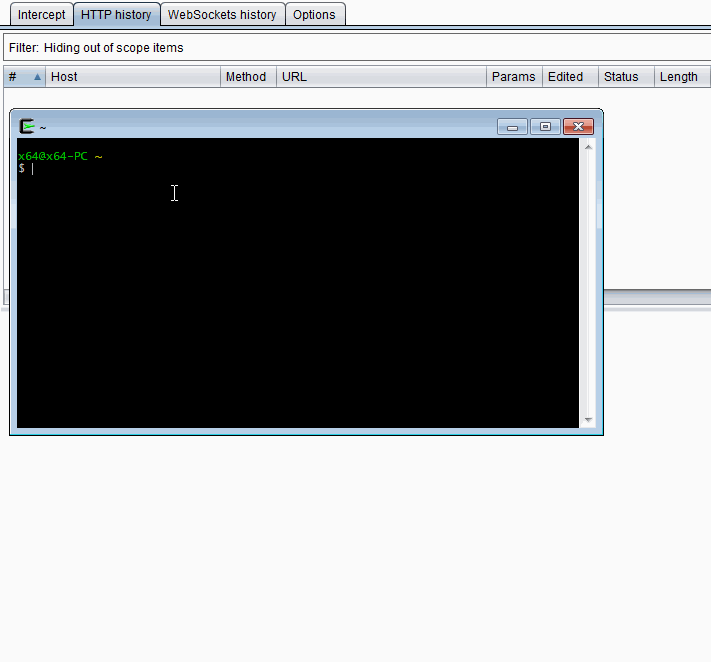 Intercept HTTP history WebSockets history Options
Filter: Hiding out of scope items
# Host Method URL Params Edited Status Length
~
x64@x64-PC ~
$